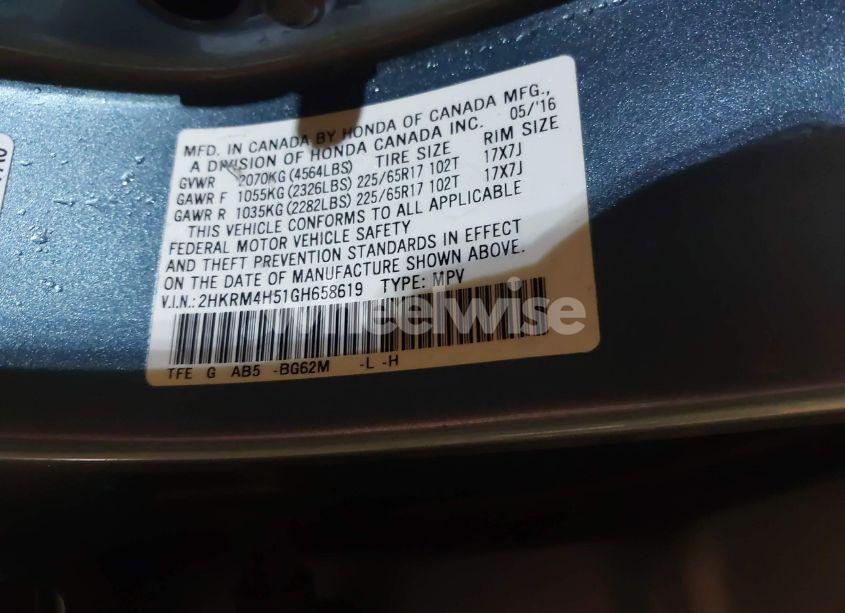 MFD. IN CANADA BY HONDA OF CANADA MFG.,
A DIVISION OF HONDA CANADA INC. 05/'16
GVWR 2070KG(4564LBS) TIRE SIZE RIM SIZE
GAWR F 1055KG(2326LBS) 225/65R17 102T 17X7J
GAWR R 1035KG(2282LBS) 225/65R17 102T 17X7J
THIS VEHICLE CONFORMS TO ALL APPLICABLE
FEDERAL MOTOR VEHICLE SAFETY
AND THEFT PREVENTION STANDARDS IN EFFECT
ON THE DATE OF MANUFACTURE SHOWN ABOVE.
V.I.N.:2HKRM4H51GH658619 TYPE: MPV
wheelwise
TFE G AB5 -BG62M -L -H